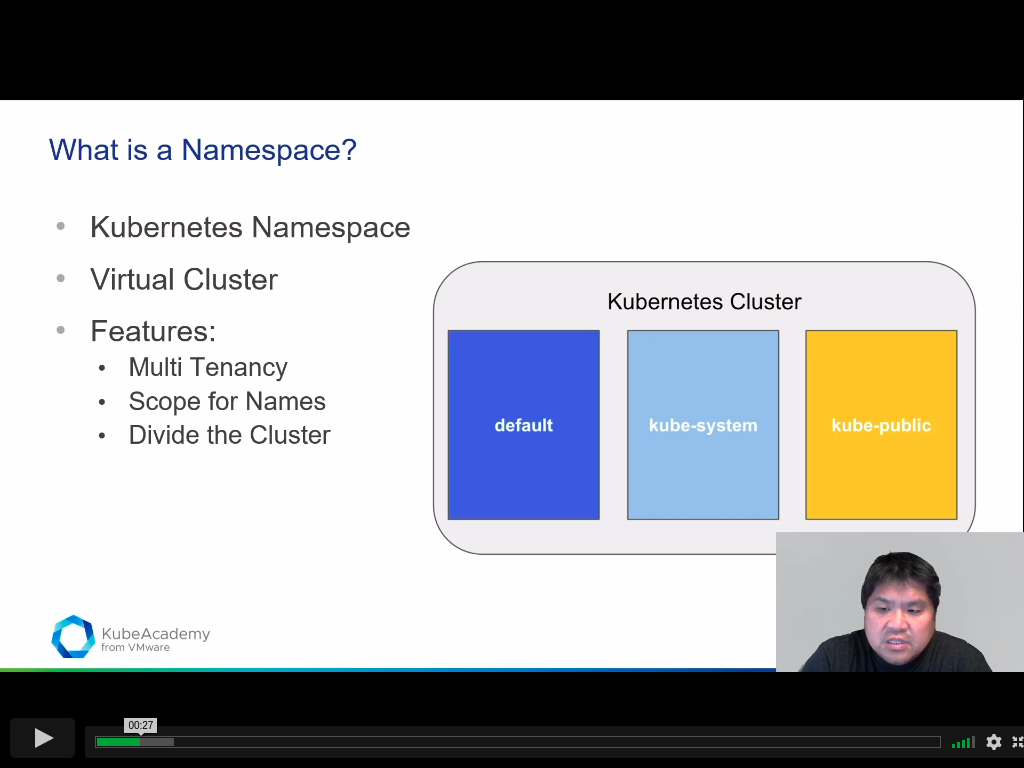 What is a Namespace?
• Kubernetes Namespace
• Virtual Cluster
• Features:
• Multi Tenancy
• Scope for Names
• Divide the Cluster
Kubernetes Cluster
default
kube-system
kube-public
KubeAcademy
from VMware
00:27